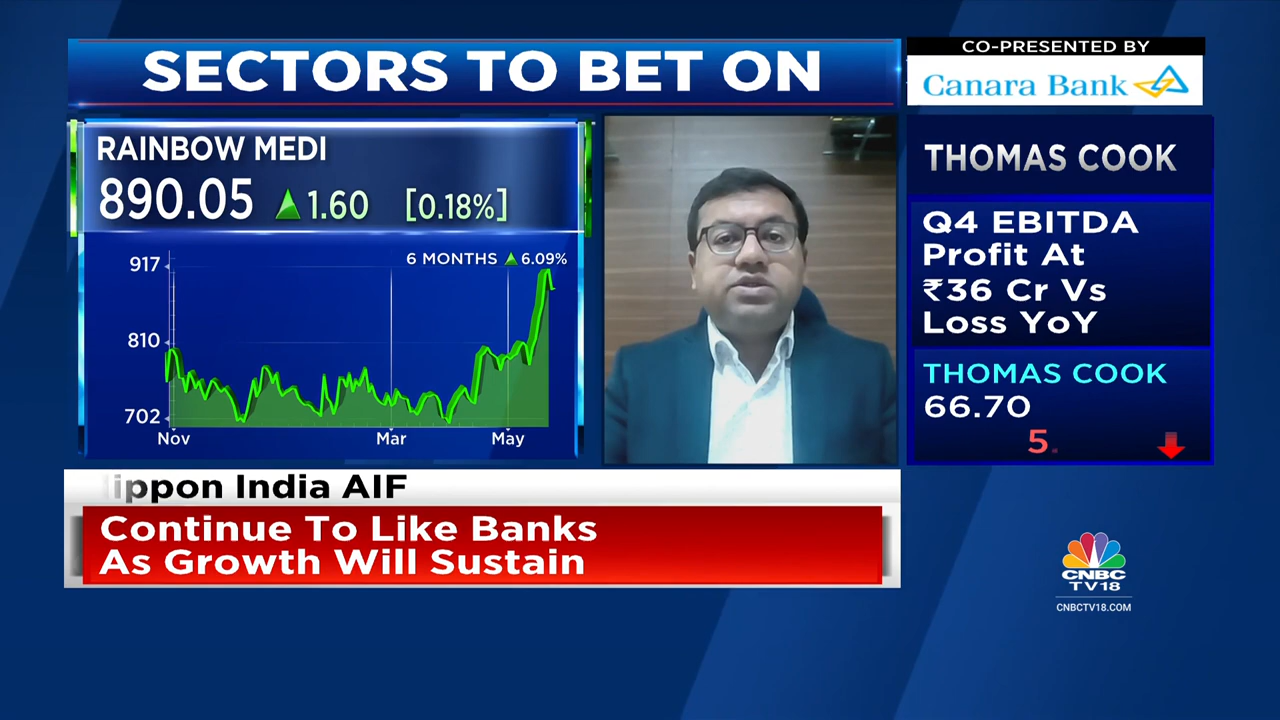 SECTORS TO BET ON
CO-PRESENTED BY
Canara Bank
RAINBOW MEDI
890.05 1.60 [0.18%]
6 MONTHS 6.09%
917
810
702
Nov Mar May
THOMAS COOK
Q4 EBITDA
Profit At
₹36 Cr Vs
Loss YoY
THOMAS COOK
66.70
5.
ippon India AIF
Continue To Like Banks
As Growth Will Sustain
CNBC
TV18
CNBCTV18.COM